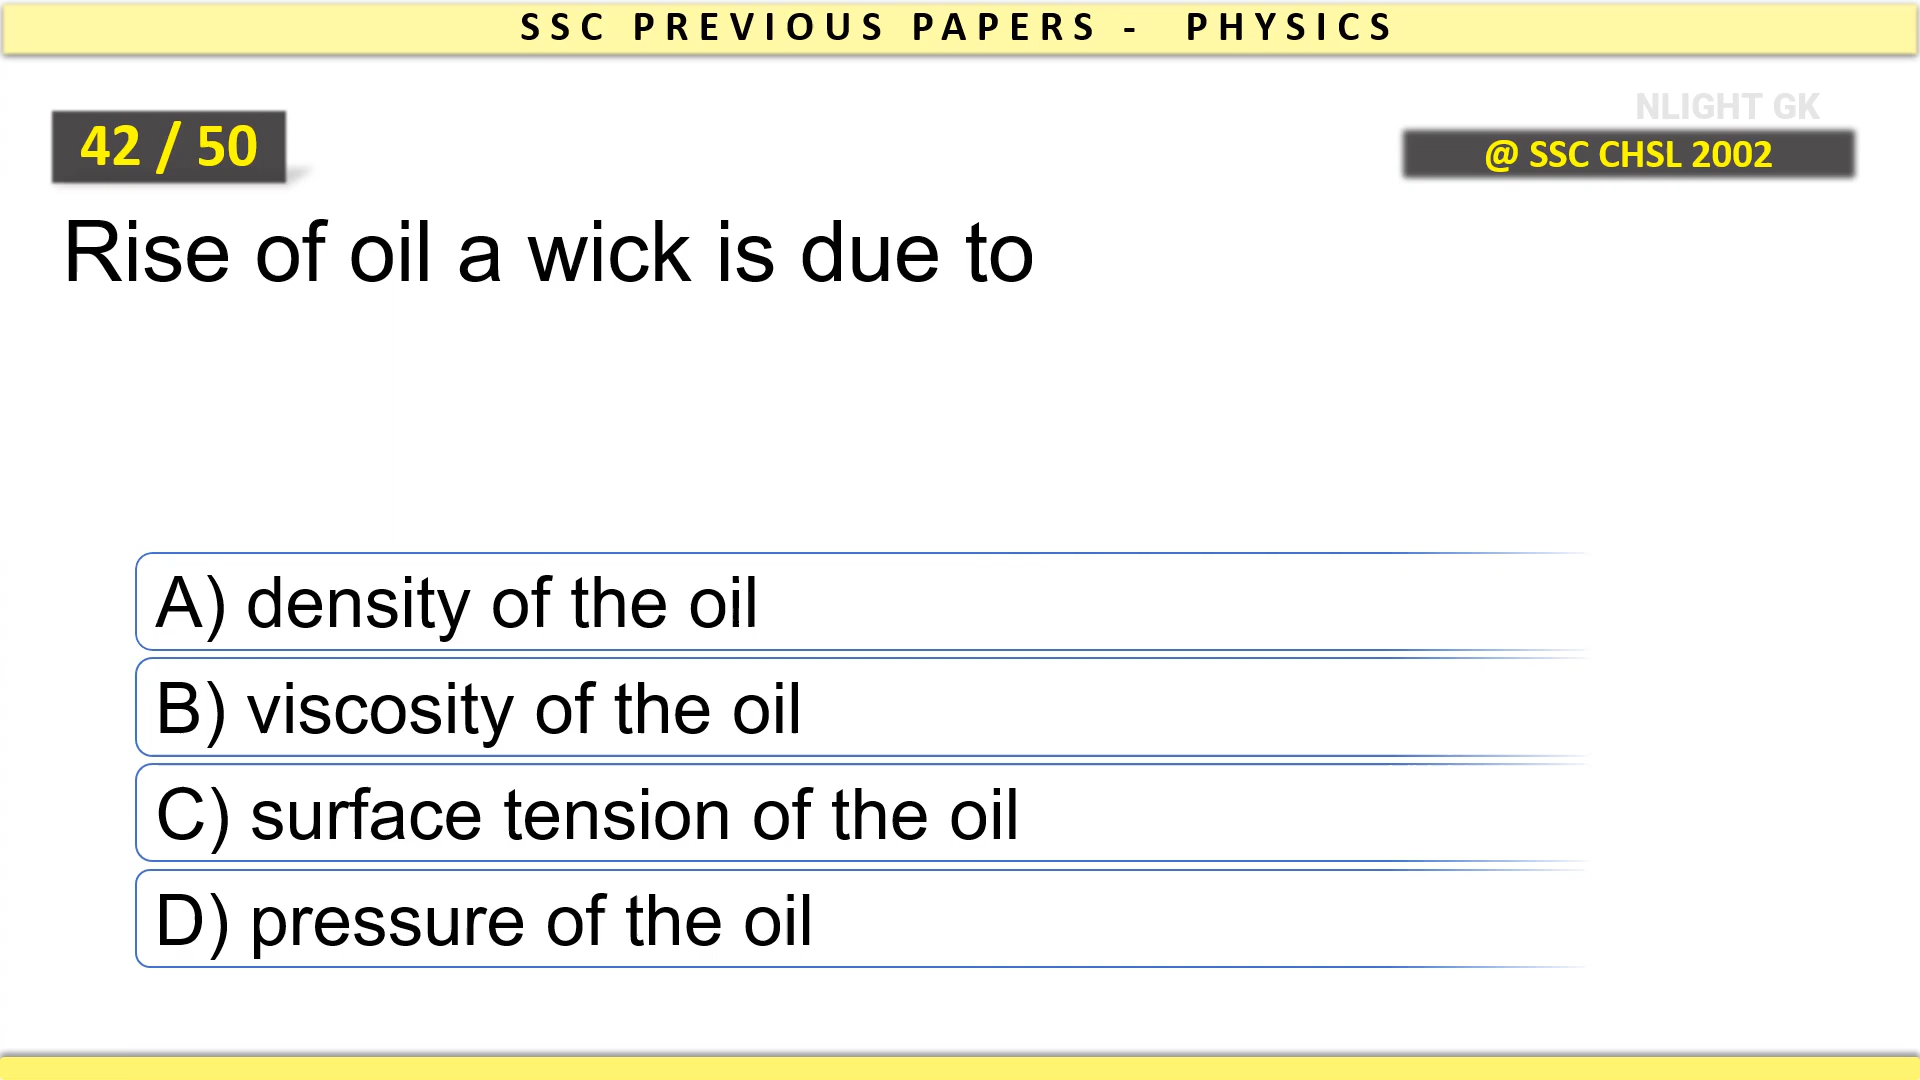 SSC PREVIOUS PAPERS - PHYSICS
NLIGHT GK
42 / 50
@ SSC CHSL 2002
Rise of oil a wick is due to
A) density of the oil
B) viscosity of the oil
C) surface tension of the oil
D) pressure of the oil